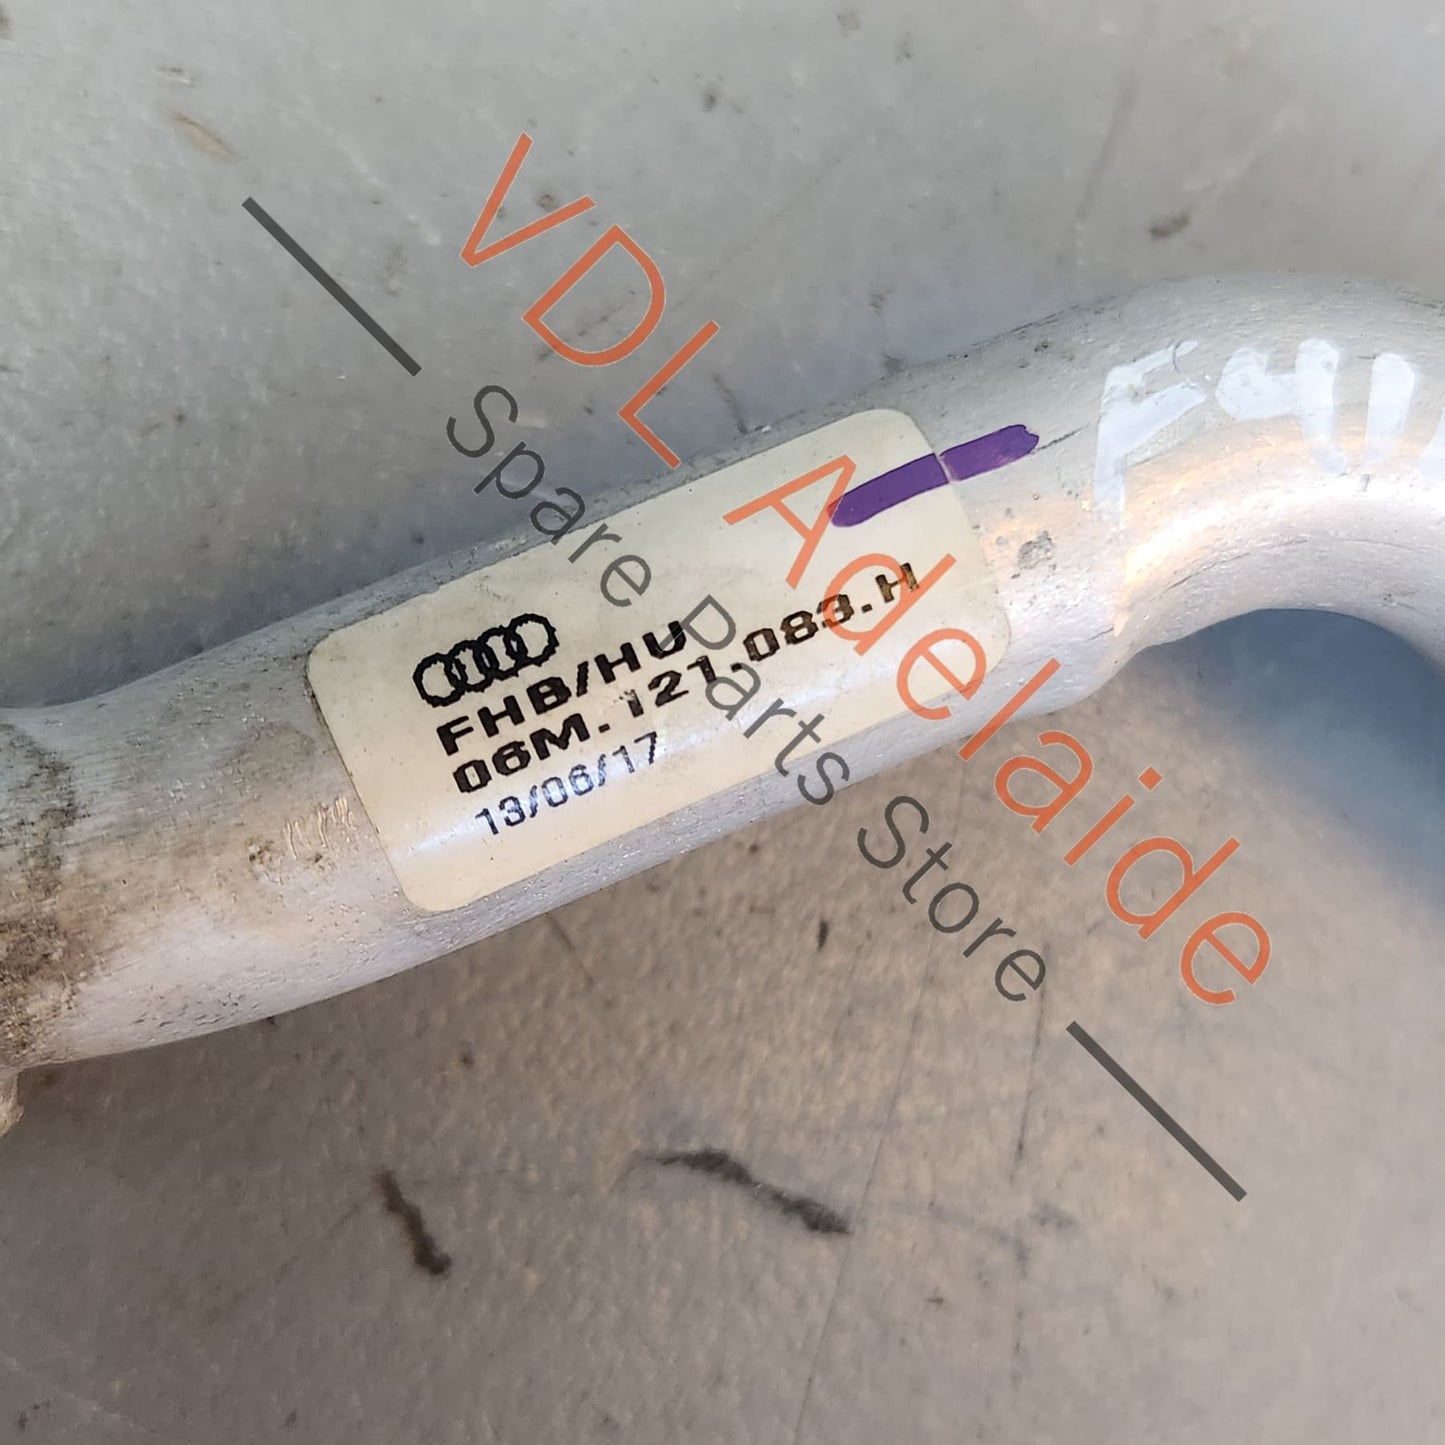 VDL Adelaide
Spare Parts Store
FHB/HU
06M.121.083.H
13/06/17